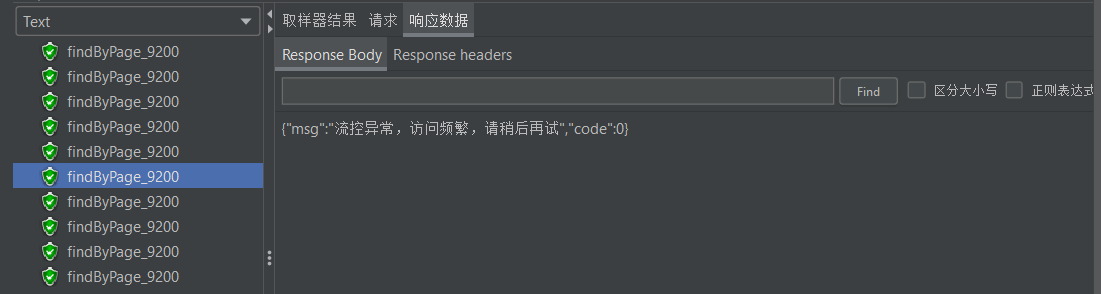 Text
取样器结果 请求 响应数据
findByPage_9200
findByPage_9200
findByPage_9200
findByPage_9200
findByPage_9200
findByPage_9200
findByPage_9200
findByPage_9200
findByPage_9200
findByPage_9200
Response Body Response headers
Find 区分大小写 正则表达式
{"msg":"流控异常，访问频繁，请稍后再试","code":0}